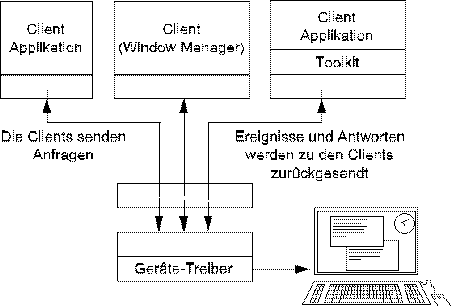 Client
Applikation
Client
(Window Manager)
Client
Applikation
Toolkit
Die Clients senden
Anfragen
Ereignisse und Antworten
werden zu den Clients
zurückgesandt
Geräte-Treiber